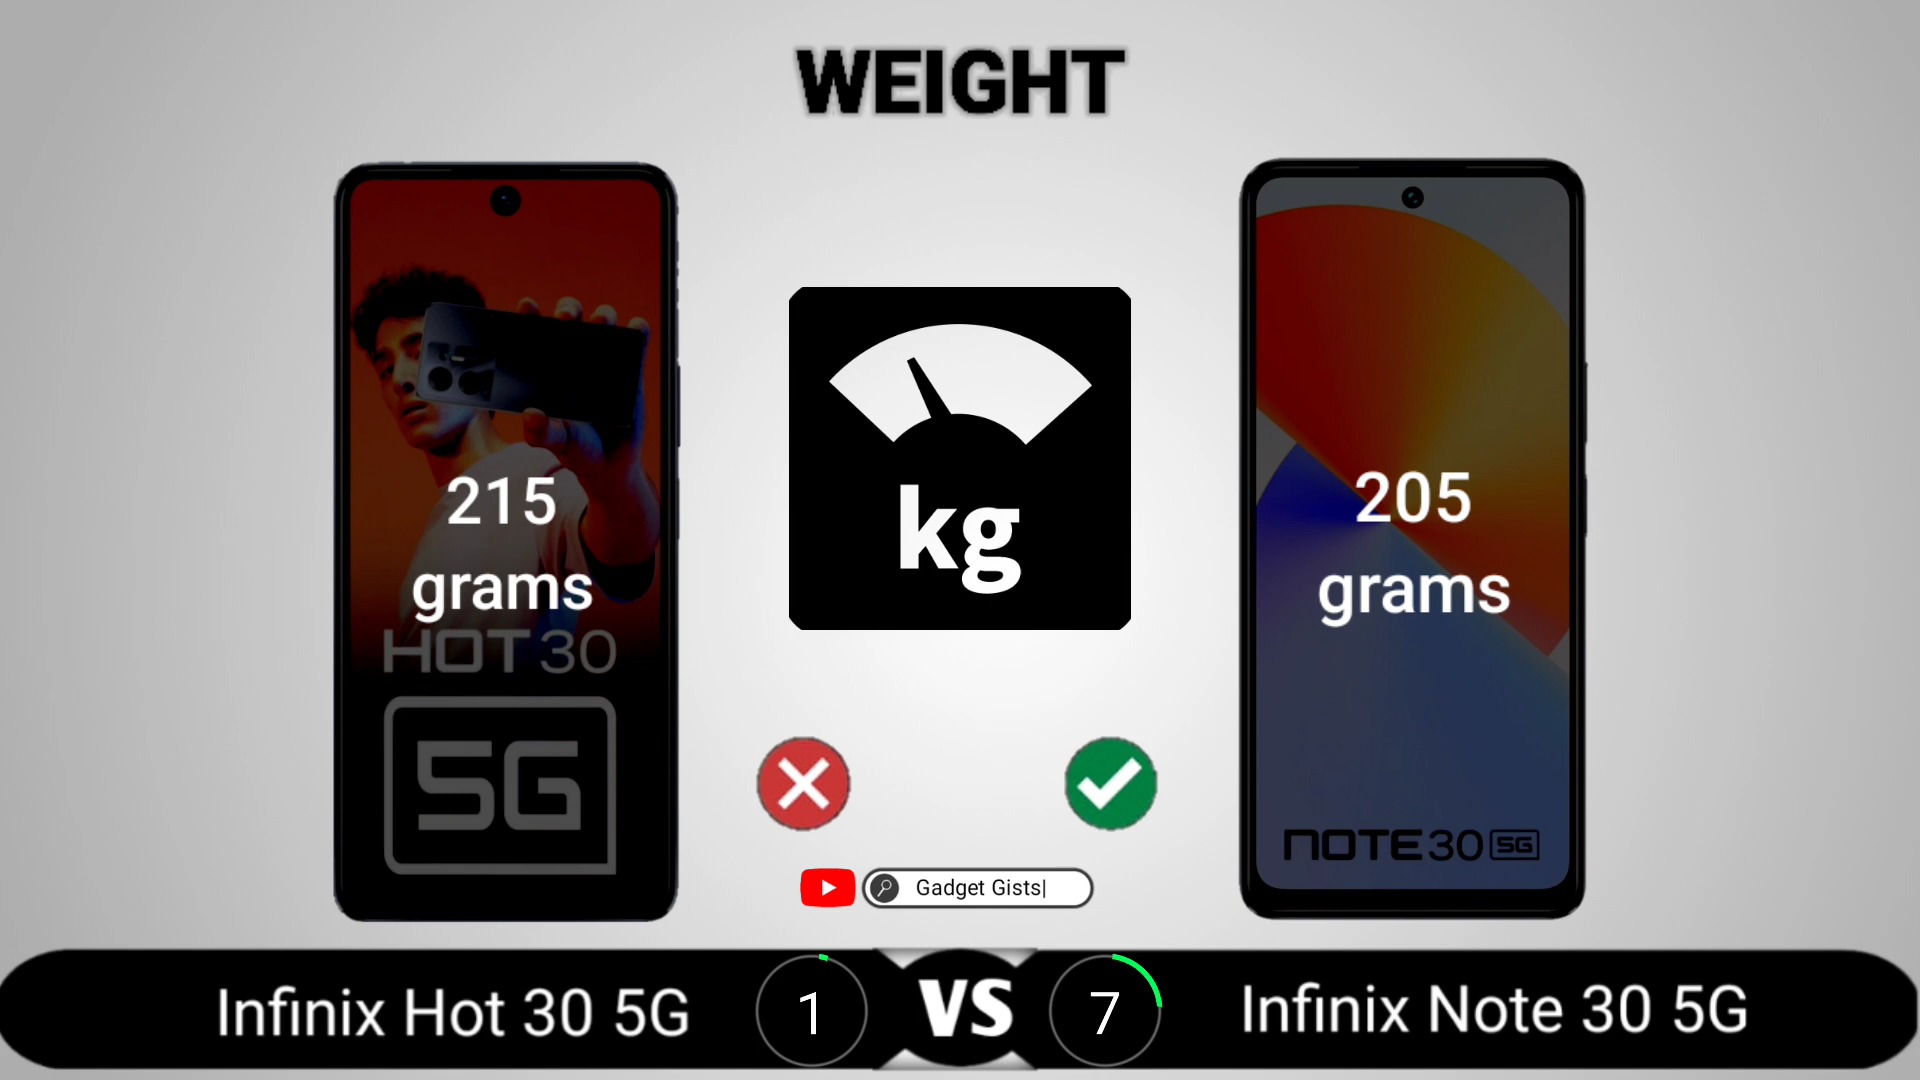 WEIGHT
215
grams
HOT 30
5G
kg
205
grams
NOTE 30 5G
Gadget Gists|
Infinix Hot 30 5G
1
VS
7
Infinix Note 30 5G